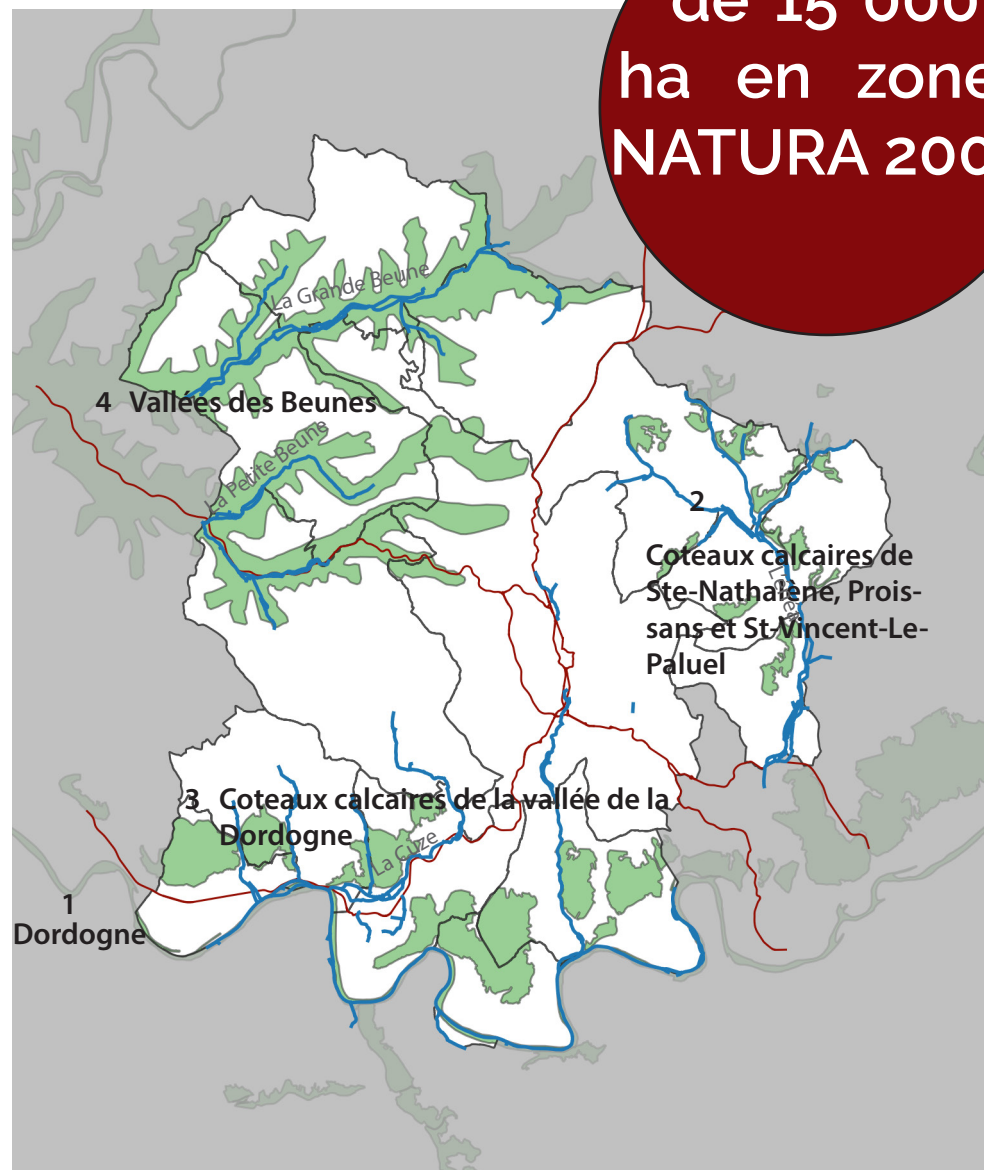 de 15 000
ha en zone
NATURA 200
La Grande Beune
4 Vallées des Beunes
La Petite Beune
2
Coteaux calcaires de
Ste-Nathalène, Prois-
sans et St-Vincent-Le-
Paluel
3 Coteaux calcaires de la vallée de la
Dordogne
La Cuze
1
Dordogne